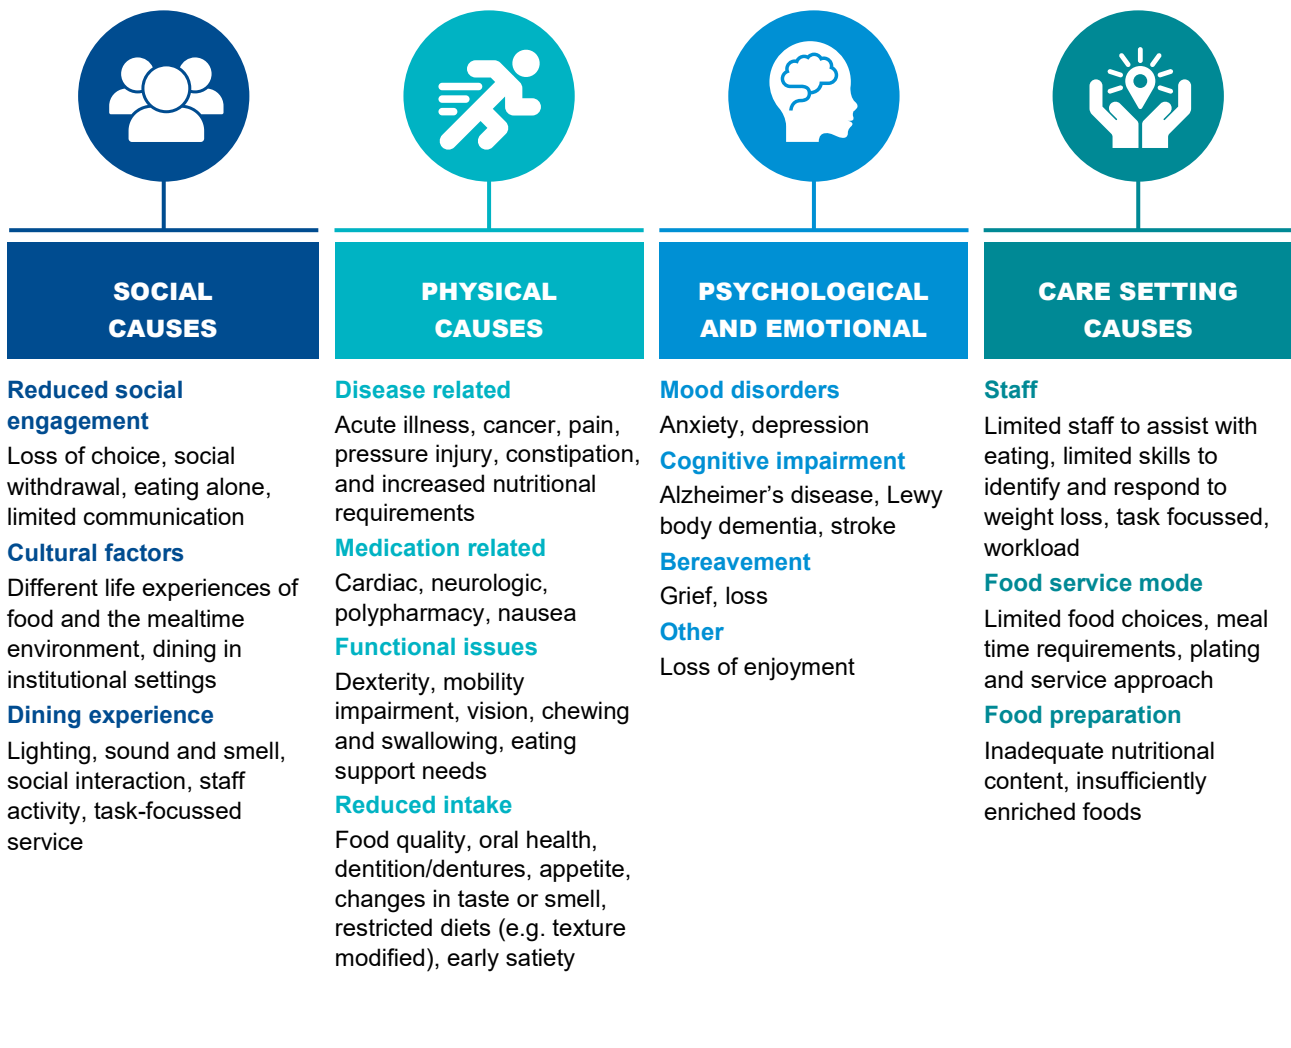 SOCIAL
CAUSES
Reduced social
engagement
Loss of choice, social
withdrawal, eating alone,
limited communication
Cultural factors
Different life experiences of
food and the mealtime
environment, dining in
institutional settings
Dining experience
Lighting, sound and smell,
social interaction, staff
activity, task-focussed
service
PHYSICAL
CAUSES
Disease related
Acute illness, cancer, pain,
pressure injury, constipation,
and increased nutritional
requirements
Medication related
Cardiac, neurologic,
polypharmacy, nausea
Functional issues
Dexterity, mobility
impairment, vision, chewing
and swallowing, eating
support needs
Reduced intake
Food quality, oral health,
dentition/dentures, appetite,
changes in taste or smell,
restricted diets (e.g. texture
modified), early satiety
PSYCHOLOGICAL
AND EMOTIONAL
Mood disorders
Anxiety, depression
Cognitive impairment
Alzheimer’s disease, Lewy
body dementia, stroke
Bereavement
Grief, loss
Other
Loss of enjoyment
CARE SETTING
CAUSES
Staff
Limited staff to assist with
eating, limited skills to
identify and respond to
weight loss, task focussed,
workload
Food service mode
Limited food choices, meal
time requirements, plating
and service approach
Food preparation
Inadequate nutritional
content, insufficiently
enriched foods